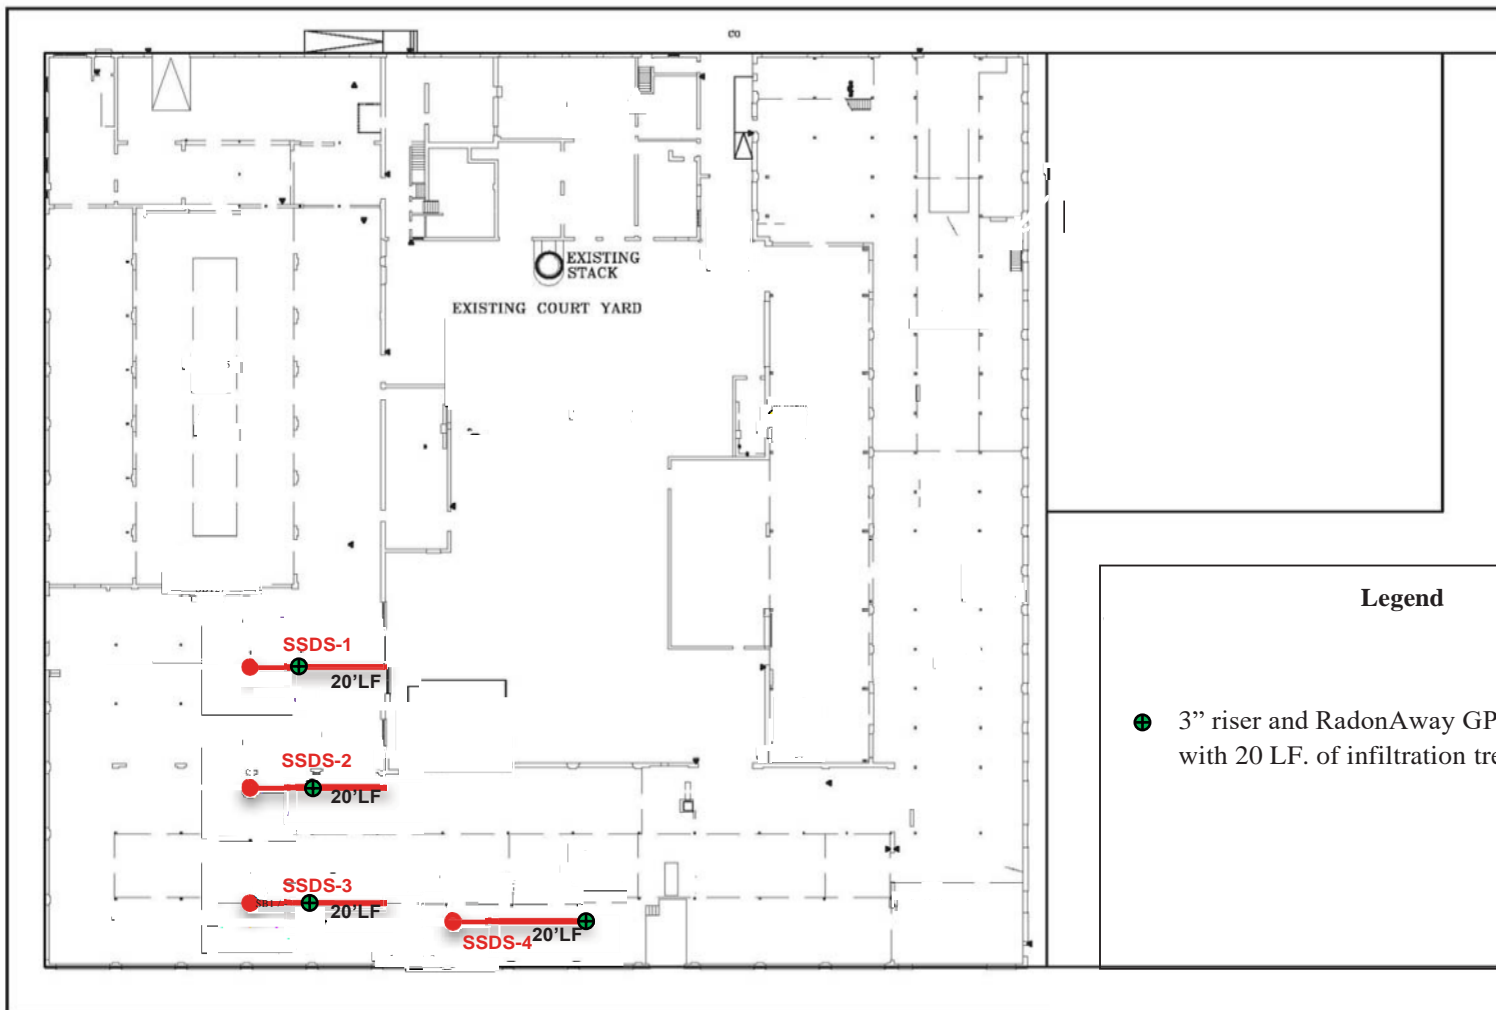 CO
EXISTING
STACK
EXISTING COURT YARD
Legend
SSDS-1
20'LF
3” riser and RadonAway GP
with 20 LF. of infiltration tre
SSDS-2
20'LF
SSDS-3
20'LF
SSDS-4
20'LF